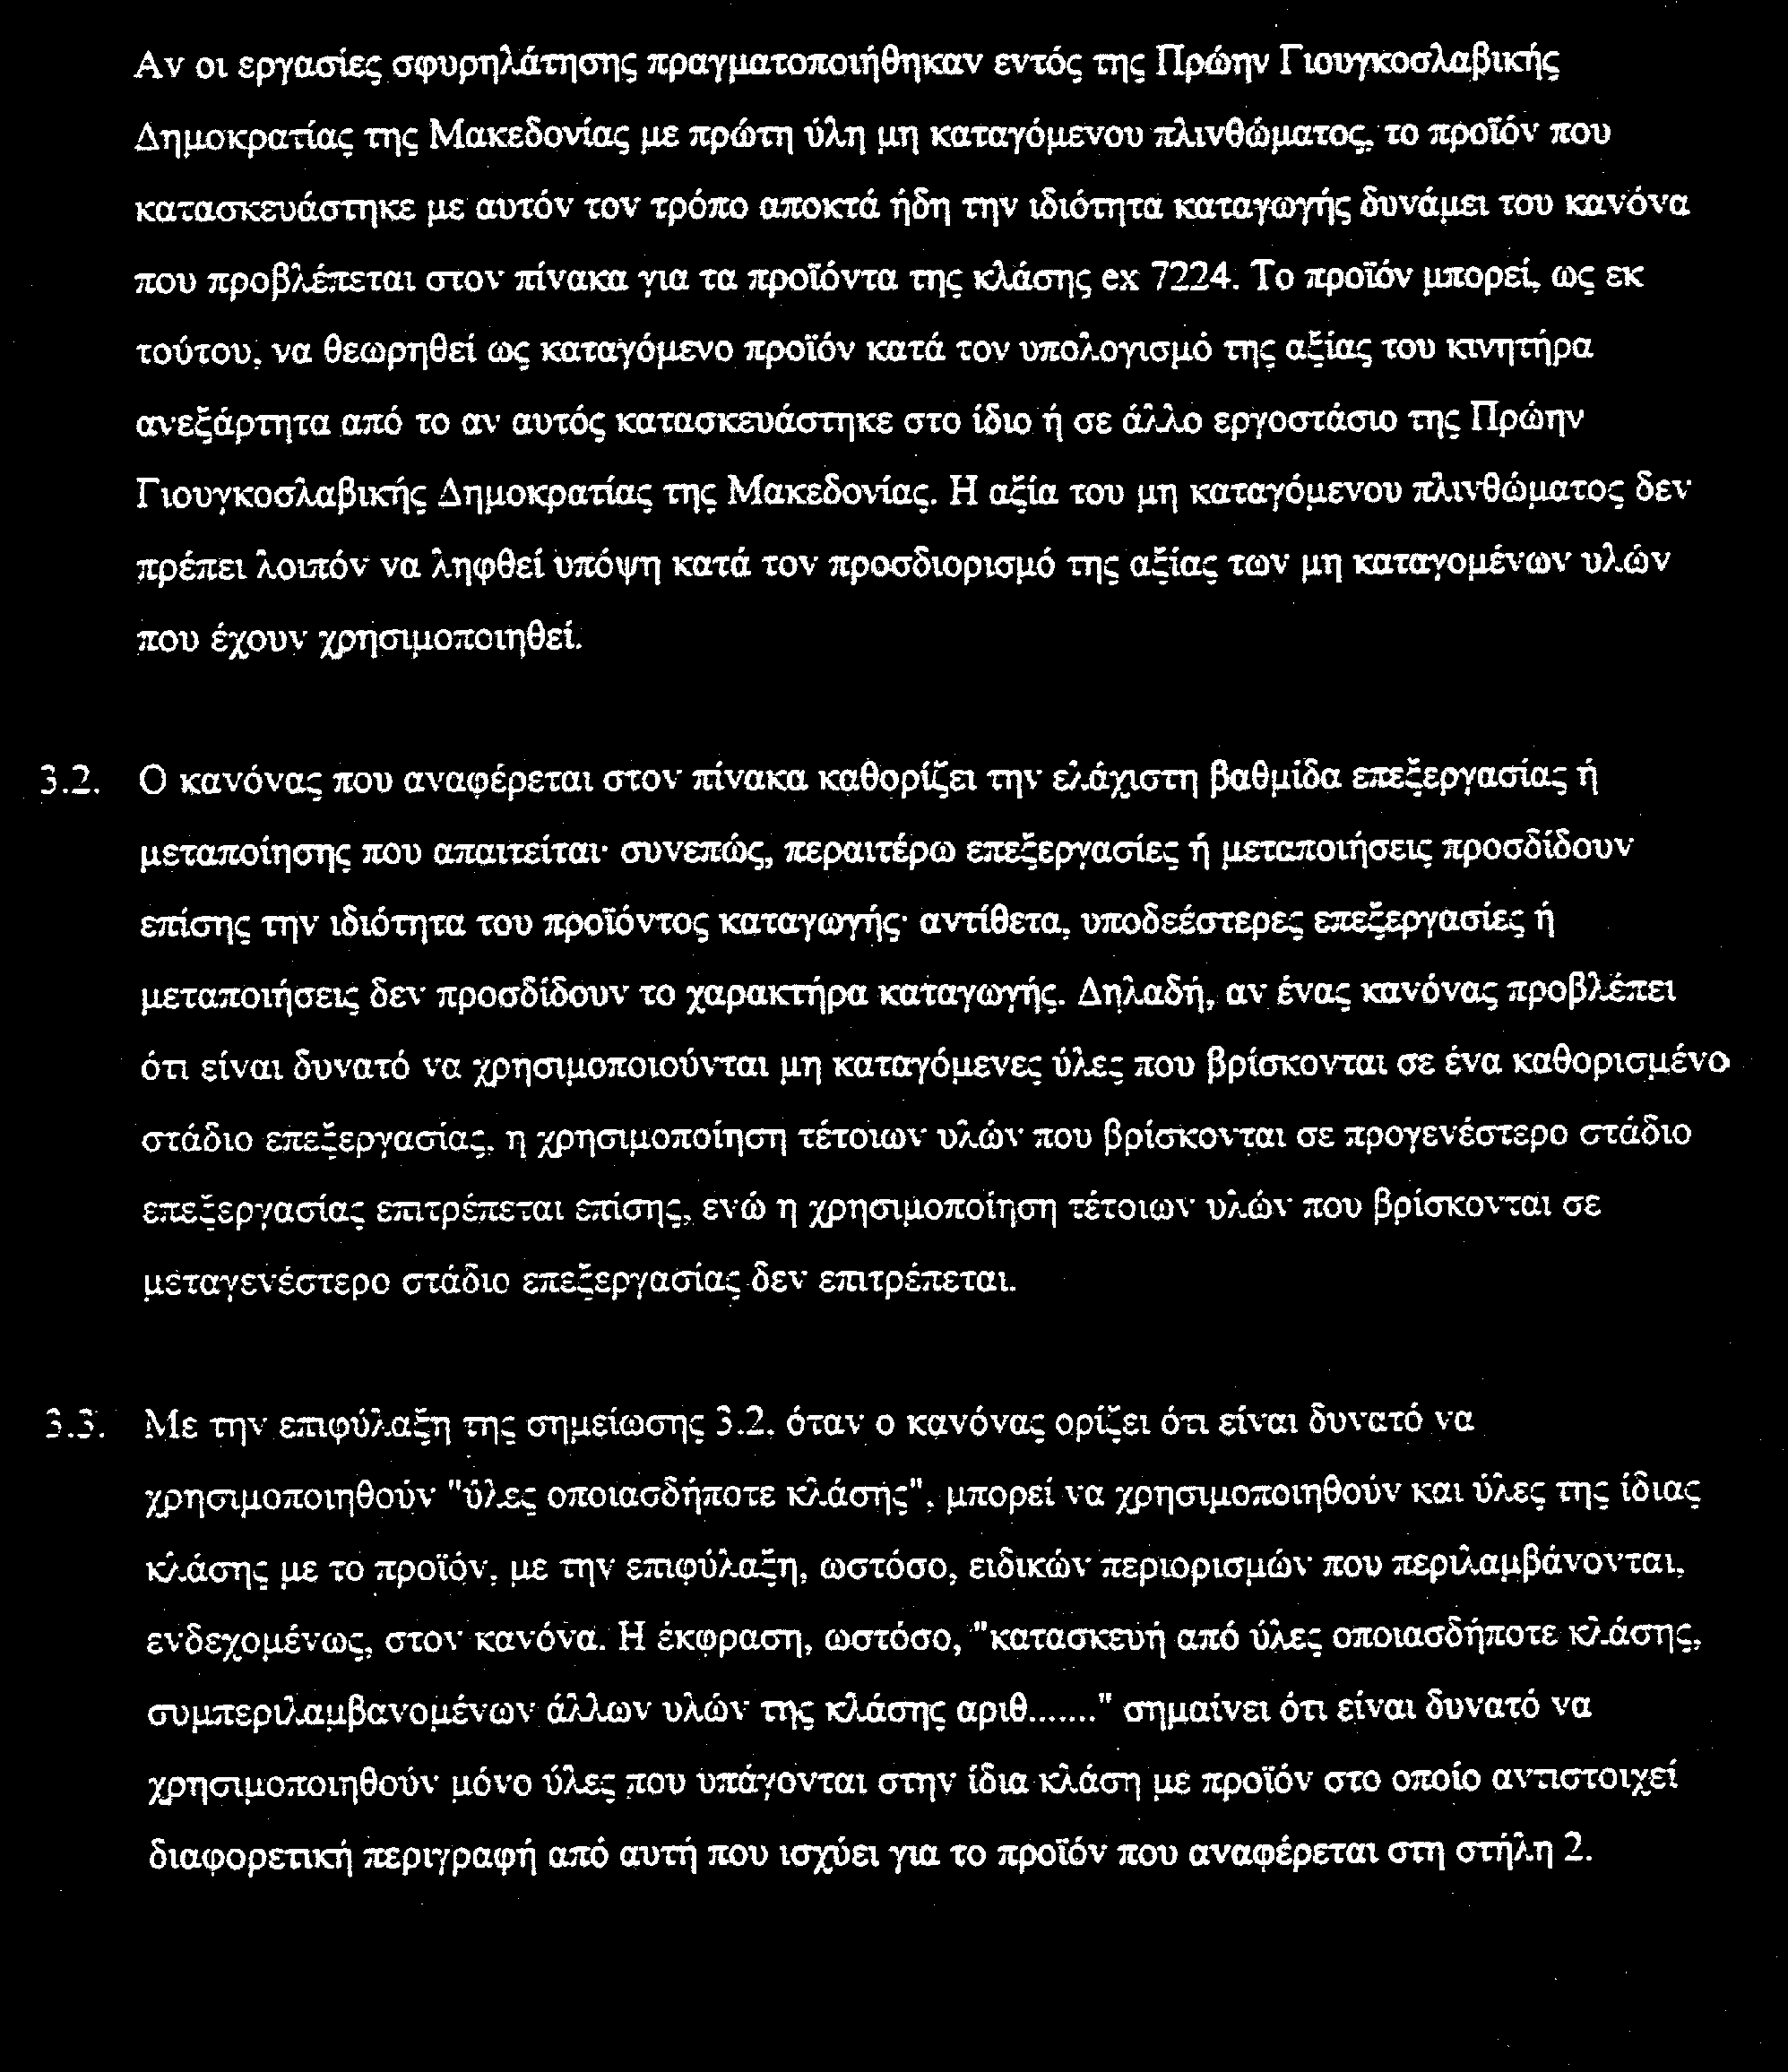 Αν οι εργασίες σφυρηλάτησης πραγματοποιήθηκαν εντός της Πρώην Γιουγκοσλαβικής
Δημοκρατίας της Μακεδονίας με πρώτη ύλη μη καταγόμενου πλινθώματος, το προϊόν που
κατασκευάστηκε με αυτόν τον τρόπο αποκτά ήδη την ιδιότητα καταγωγής δυνάμει του κανόνα
που προβλέπεται στον πίνακα για τα προϊόντα της κλάσης ex 7224. Το προϊόν μπορεί, ως εκ
τούτου, να θεωρηθεί ως καταγόμενο προϊόν κατά τον υπολογισμό της αξίας του κινητήρα
ανεξάρτητα από το αν αυτός κατασκευάστηκε στο ίδιο ή σε άλλο εργοστάσιο της Πρώην
Γιουγκοσλαβικής Δημοκρατίας της Μακεδονίας. Η αξία του μη καταγόμενου πλινθώματος δεν
πρέπει λοιπόν να ληφθεί υπόψη κατά τον προσδιορισμό της αξίας των μη καταγομένων υλών
που έχουν χρησιμοποιηθεί.
3.2. Ο κανόνας που αναφέρεται στον πίνακα καθορίζει την ελάχιστη βαθμίδα επεξεργασίας ή
μεταποίησης που απαιτείται· συνεπώς, περαιτέρω επεξεργασίες ή μεταποιήσεις προσδίδουν
επίσης την ιδιότητα του προϊόντος καταγωγής· αντίθετα, υποδεέστερες επεξεργασίες ή
μεταποιήσεις δεν προσδίδουν το χαρακτήρα καταγωγής. Δηλαδή, αν ένας κανόνας προβλέπει
ότι είναι δυνατό να χρησιμοποιούνται μη καταγόμενες ύλες που βρίσκονται σε ένα καθορισμένο
στάδιο επεξεργασίας, η χρησιμοποίηση τέτοιων υλών που βρίσκονται σε προγενέστερο στάδιο
επεξεργασίας επιτρέπεται επίσης, ενώ η χρησιμοποίηση τέτοιων υλών που βρίσκονται σε
μεταγενέστερο στάδιο επεξεργασίας δεν επιτρέπεται.
3.3. Με την επιφύλαξη της σημείωσης 3.2, όταν ο κανόνας ορίζει ότι είναι δυνατό να
χρησιμοποιηθούν "ύλες οποιασδήποτε κλάσης", μπορεί να χρησιμοποιηθούν και ύλες της ίδιας
κλάσης με το προϊόν, με την επιφύλαξη, ωστόσο, ειδικών περιορισμών που περιλαμβάνονται,
ενδεχομένως, στον κανόνα. Η έκφραση, ωστόσο, "κατασκευή από ύλες οποιασδήποτε κλάσης,
συμπεριλαμβανομένων άλλων υλών της κλάσης αριθ......." σημαίνει ότι είναι δυνατό να
χρησιμοποιηθούν μόνο ύλες που υπάγονται στην ίδια κλάση με προϊόν στο οποίο αντιστοιχεί
διαφορετική περιγραφή από αυτή που ισχύει για το προϊόν που αναφέρεται στη στήλη 2.